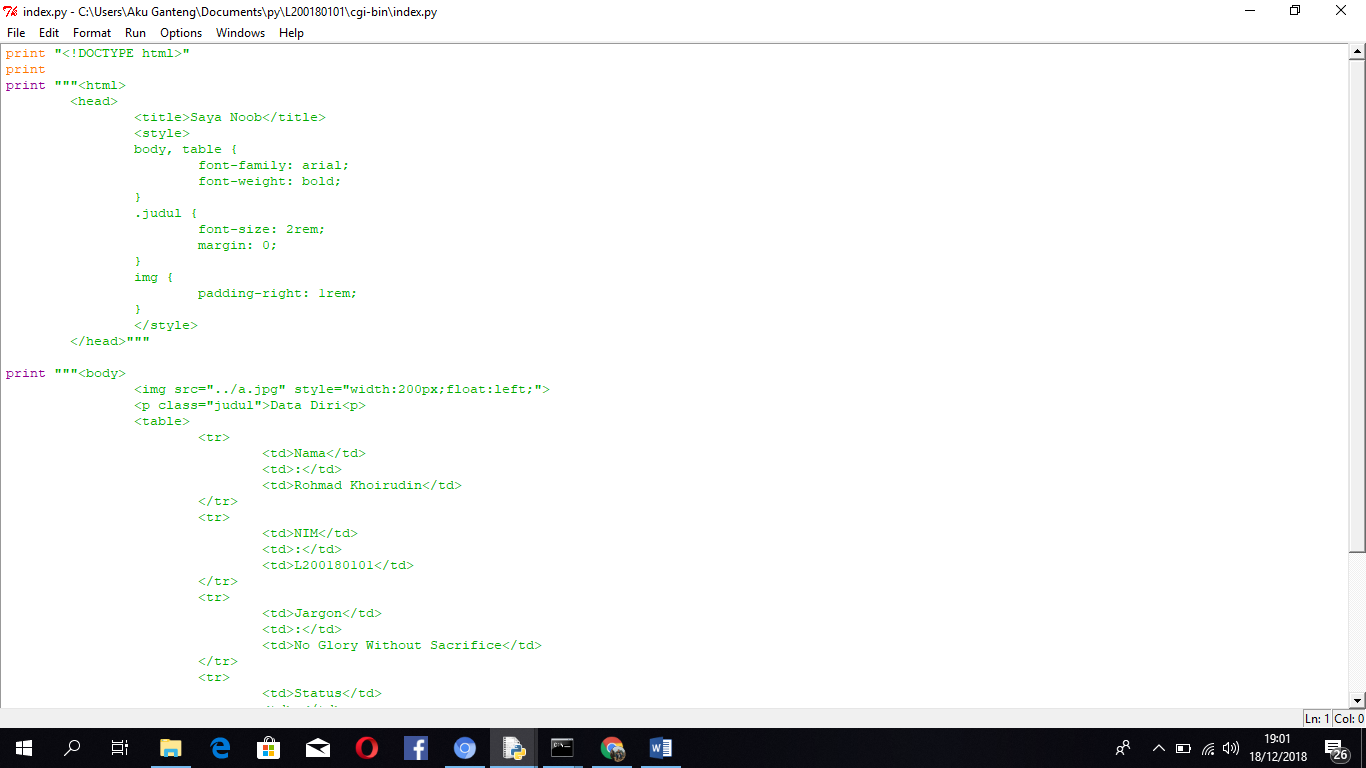 index.py - C:\Users\Aku Ganteng\Documents\py\L200180101\cgi-bin\index.py
File Edit Format Run Options Windows Help
print "<!DOCTYPE html>"
print
print """<html>
        <head>
                <title>Saya Noob</title>
                <style>
                body, table {
                        font-family: arial;
                        font-weight: bold;
                }
                .judul {
                        font-size: 2rem;
                        margin: 0;
                }
                img {
                        padding-right: 1rem;
                }
                </style>
        </head>"""

print """<body>
                <img src="../a.jpg" style="width:200px;float:left;">
                <p class="judul">Data Diri<p>
                <table>
                        <tr>
                                <td>Nama</td>
                                <td>:</td>
                                <td>Rohmad Khoirudin</td>
                        </tr>
                        <tr>
                                <td>NIM</td>
                                <td>:</td>
                                <td>L200180101</td>
                        </tr>
                        <tr>
                                <td>Jargon</td>
                                <td>:</td>
                                <td>No Glory Without Sacrifice</td>
                        </tr>
                        <tr>
                                <td>Status</td>
Ln: 1 Col: 0
19:01
18/12/2018
26